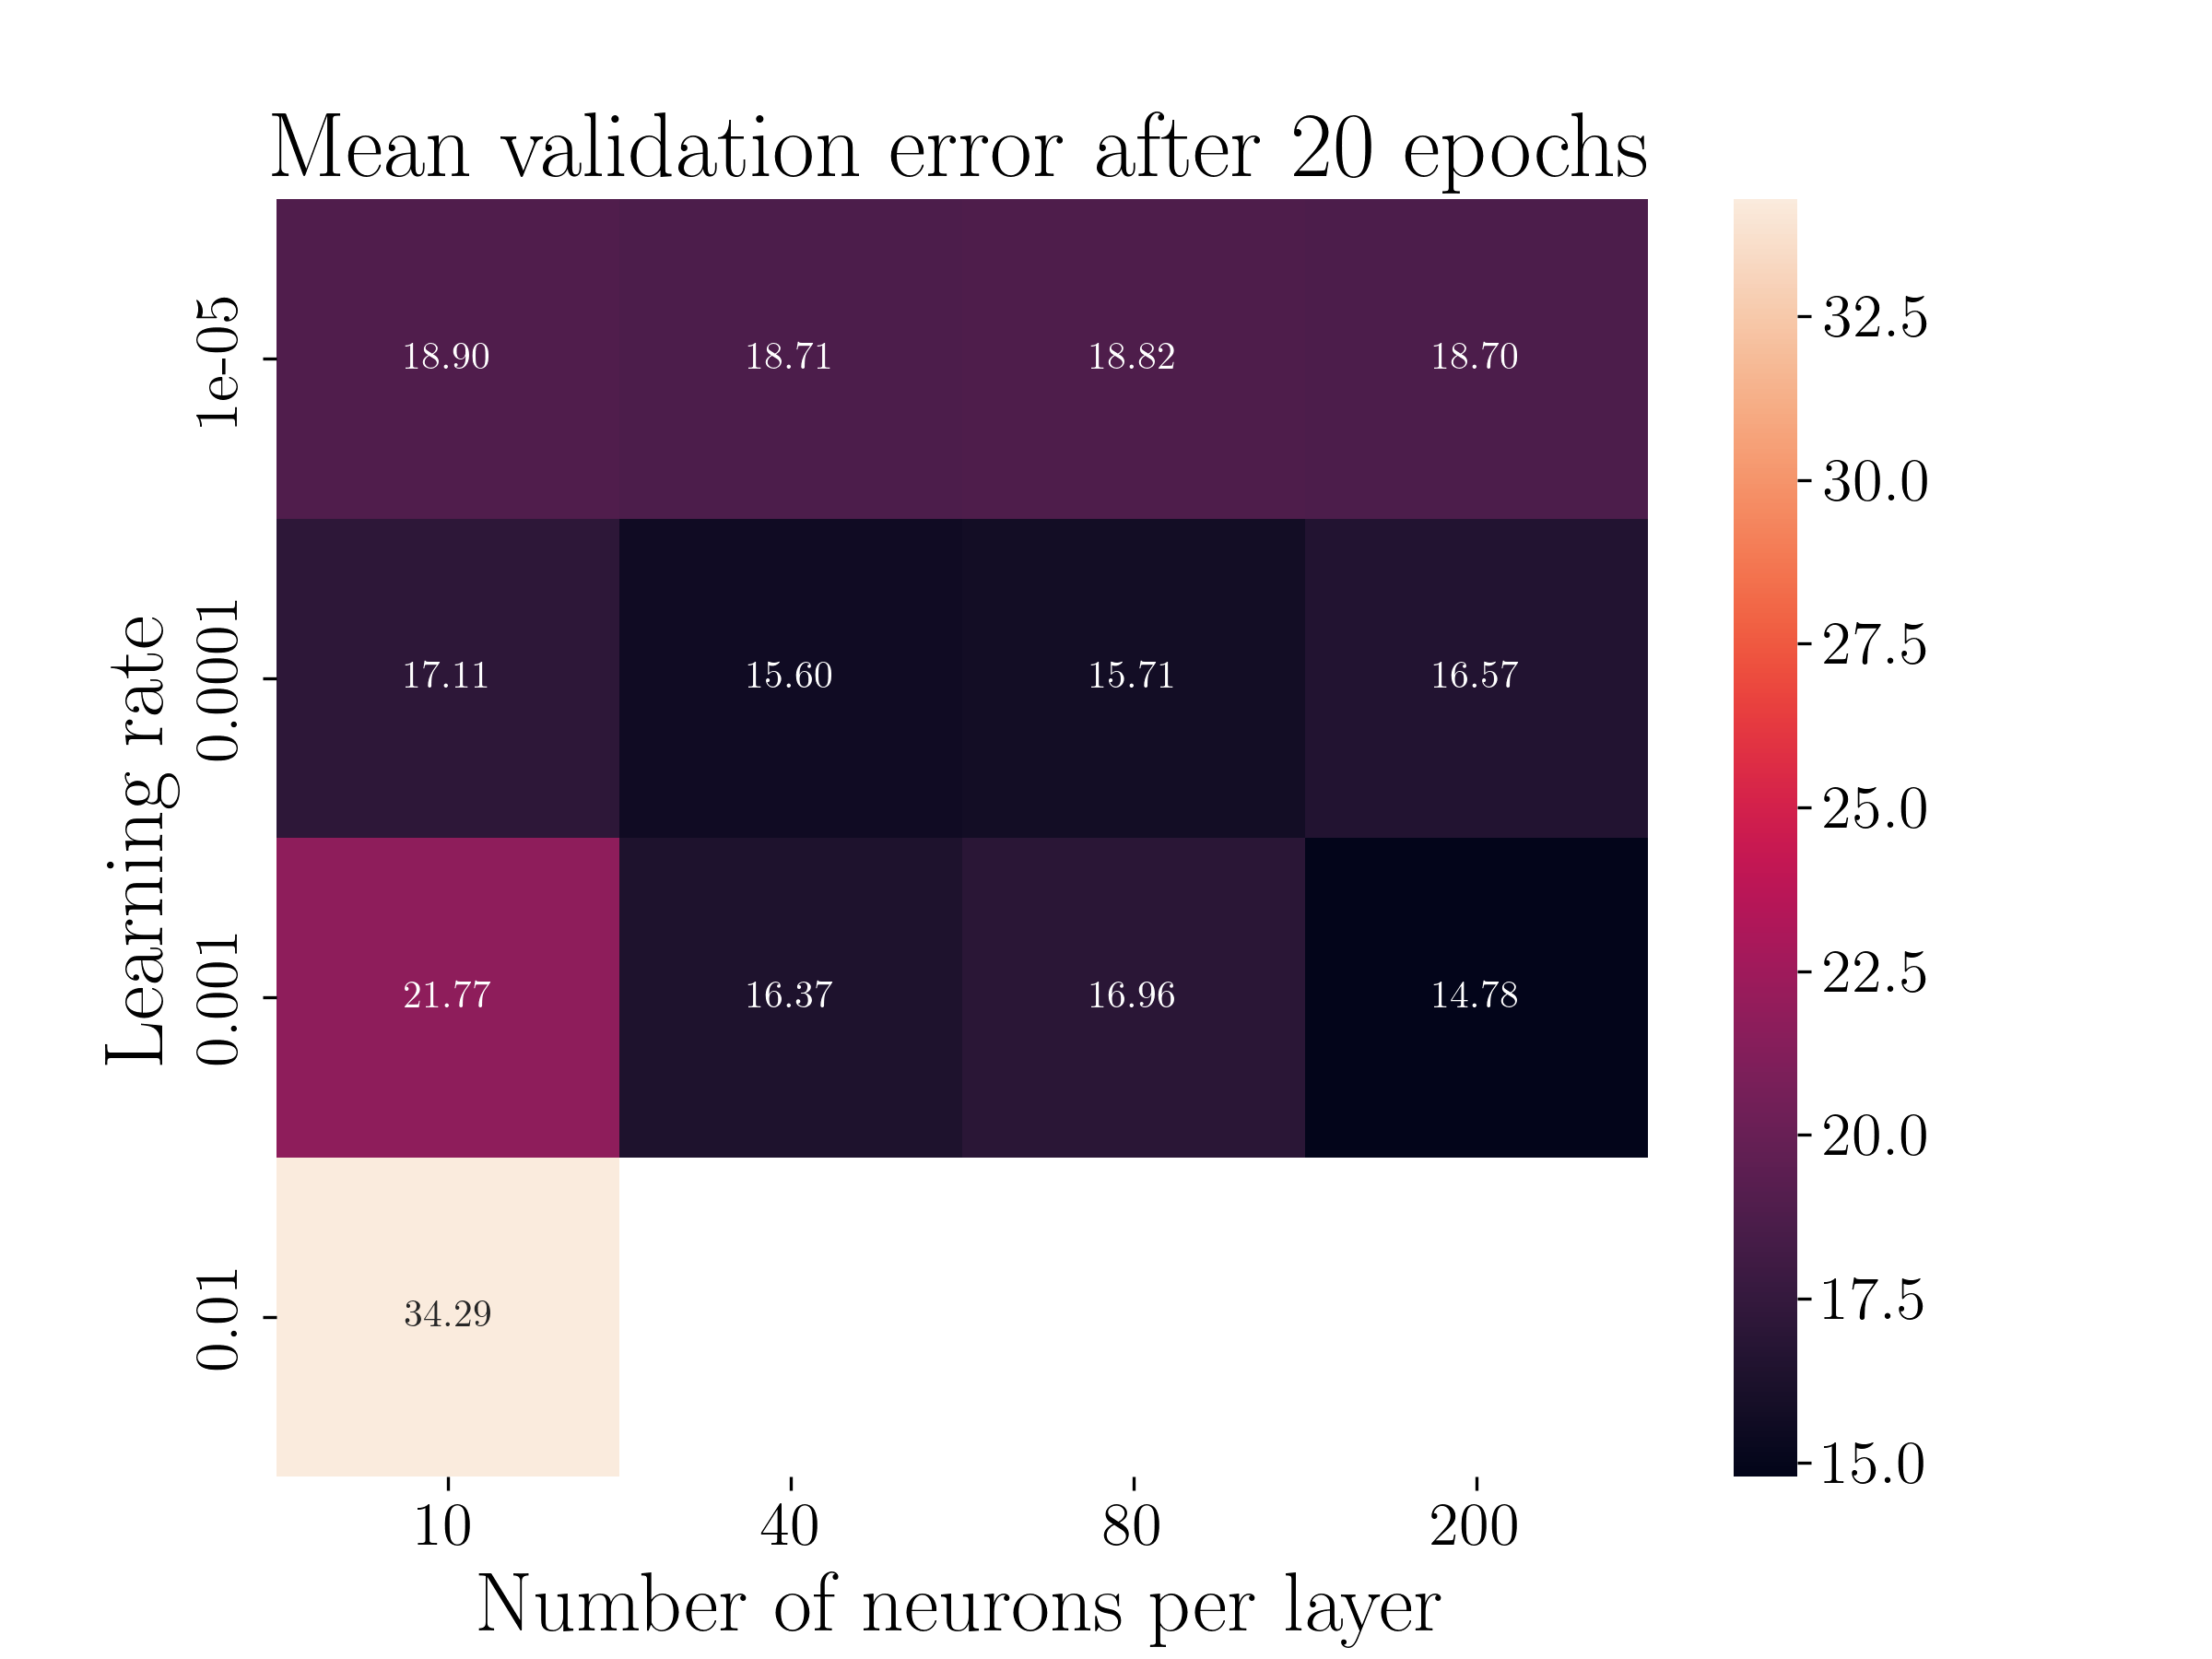 Mean validation error after 20 epochs
Learning rate
1e-05
18.90 18.71 18.82 18.70
0.0001
17.11 15.60 15.71 16.57
0.001
21.77 16.37 16.96 14.78
0.01
34.29
10 40 80 200
Number of neurons per layer
32.5
30.0
27.5
25.0
22.5
20.0
17.5
15.0